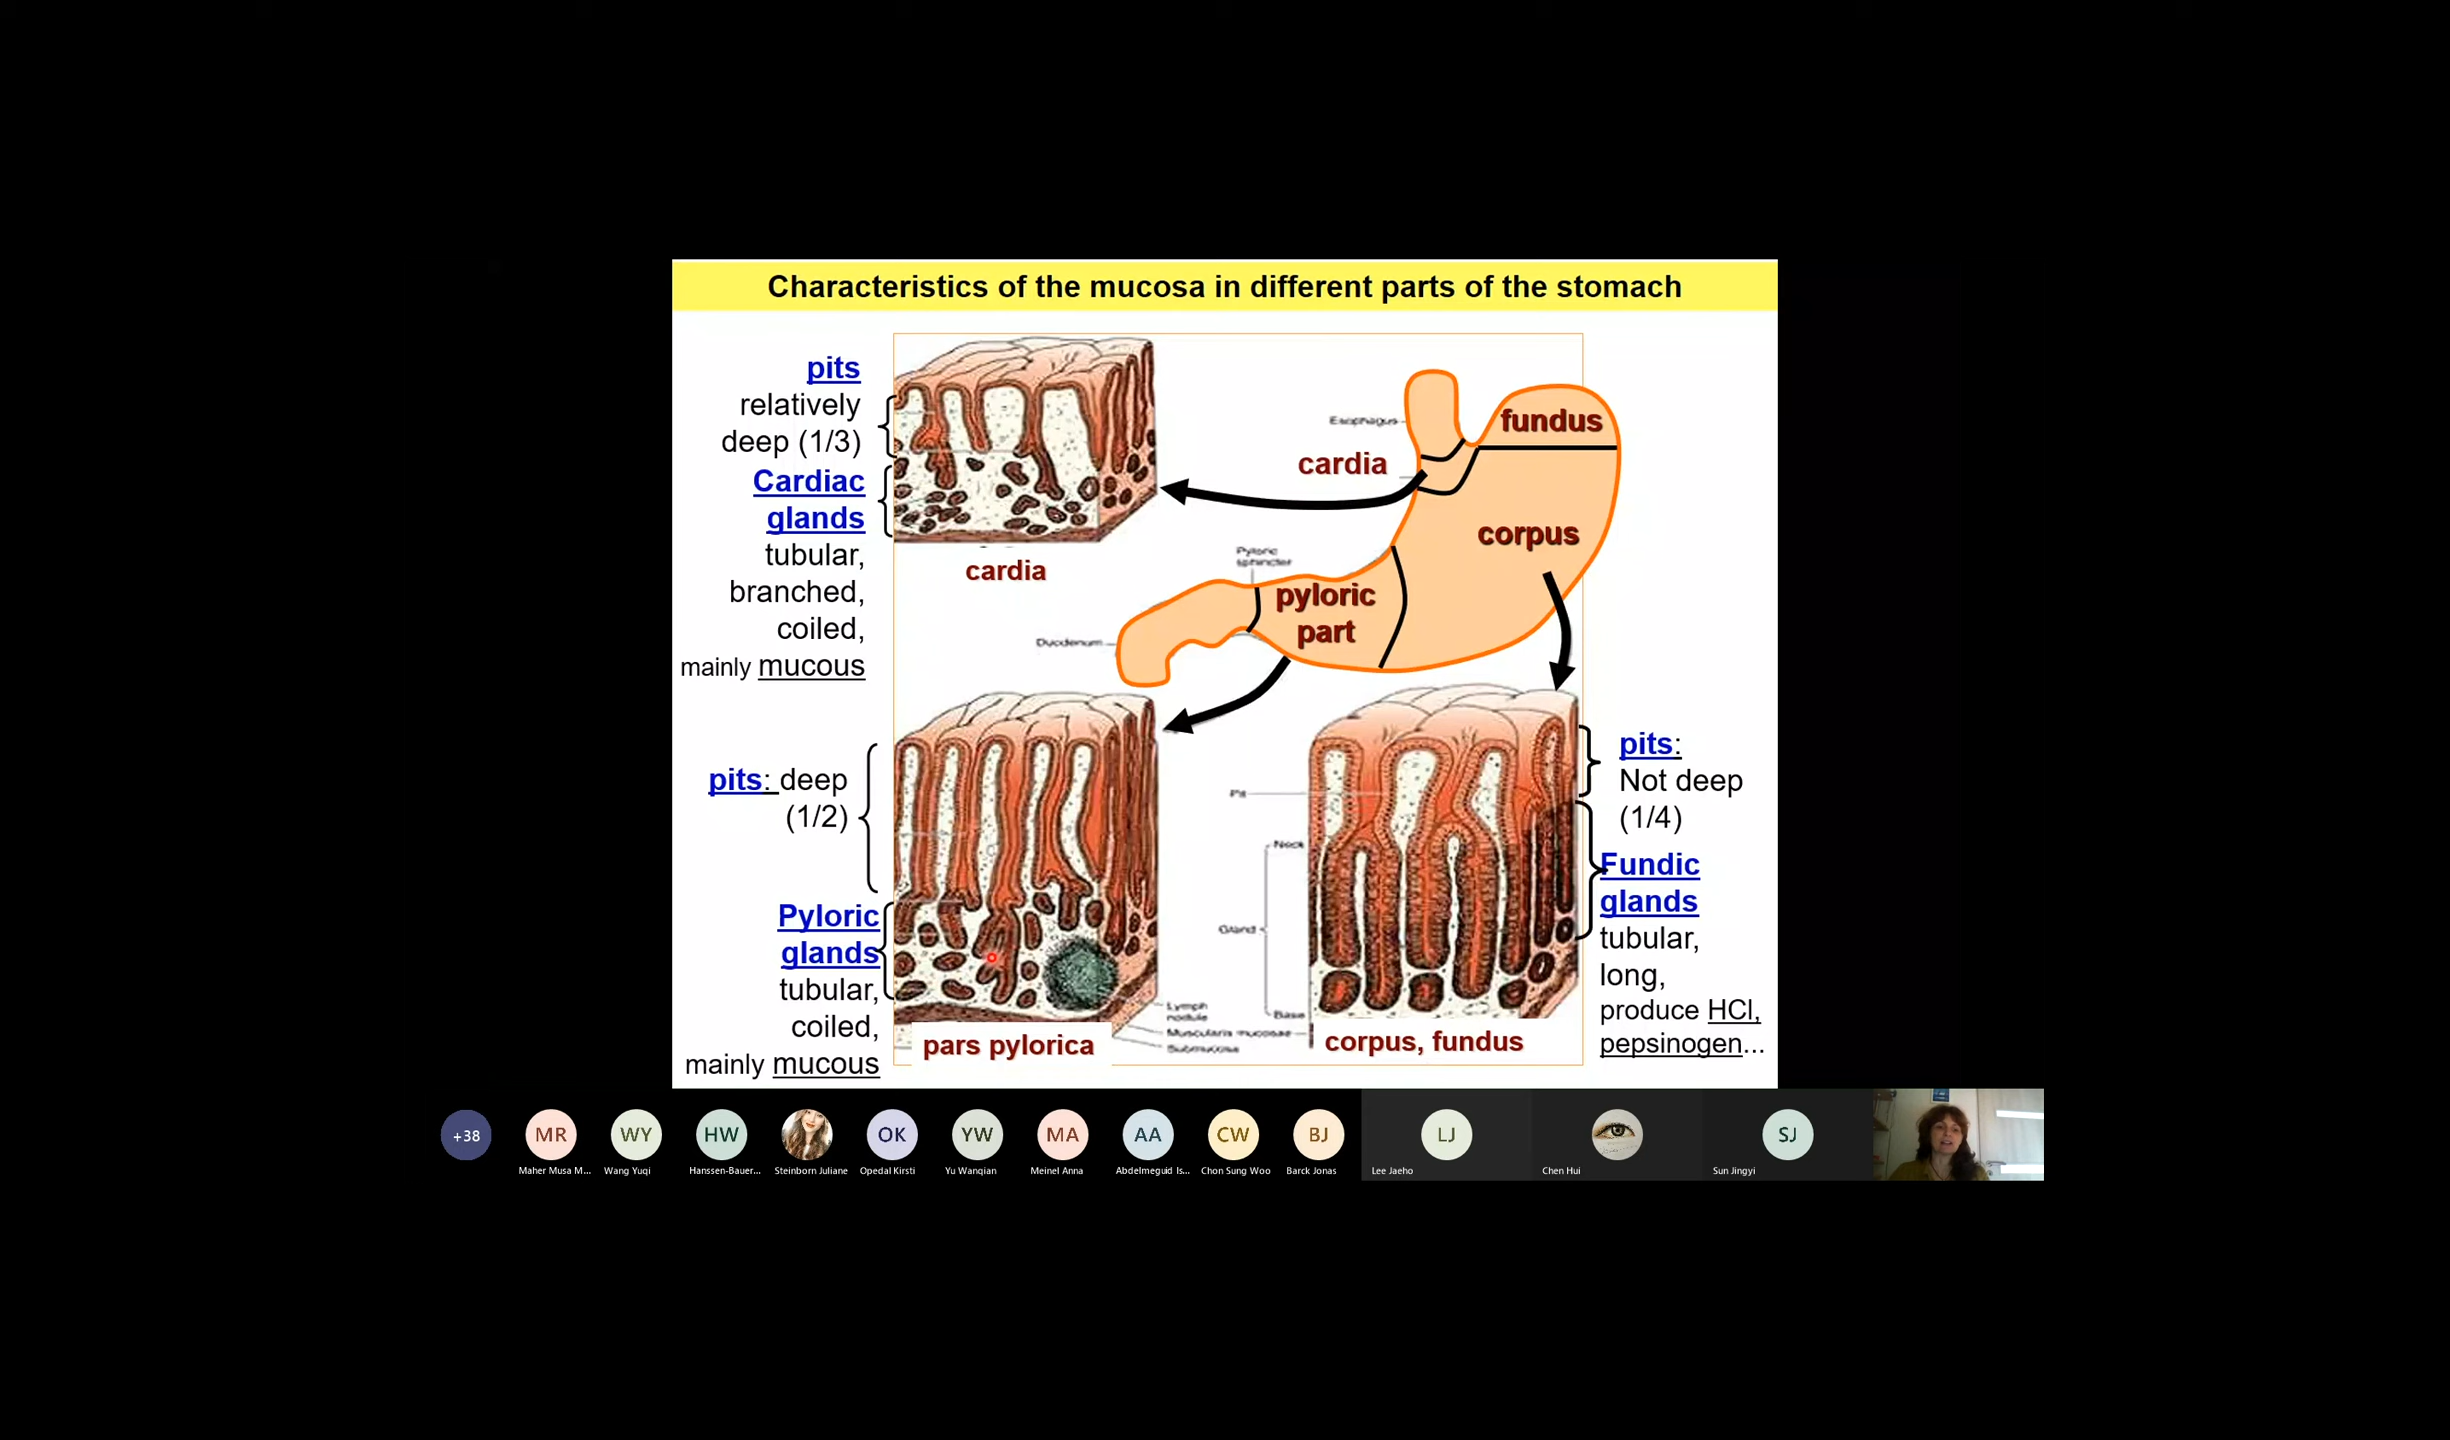 Characteristics of the mucosa in different parts of the stomach
pits
relatively
deep (1/3)
Cardiac
glands
tubular,
branched,
coiled,
mainly mucous
cardia
Esophagus
cardia
fundus
corpus
Pyloric
sphincter
pyloric
part
Duodenum
pits: deep
(1/2)
Pyloric
glands
tubular,
coiled,
mainly mucous
pars pylorica
Lymph
nodule
Muscularis mucosae
Submucosa
Pit
Neck
Gland
Base
corpus, fundus
pits:
Not deep
(1/4)
Fundic
glands
tubular,
long,
produce HCl,
pepsinogen...
+38
MR
WY
HW
OK
YW
MA
AA
CW
BJ
LJ
SJ
Maher Musa M...
Wang Yuqi
Hanssen-Bauer...
Steinborn Juliane
Opedal Kirsti
Yu Wanqian
Meinel Anna
Abdelmeguid Is...
Chon Sung Woo
Barck Jonas
Lee Jaeho
Chen Hui
Sun Jingyi